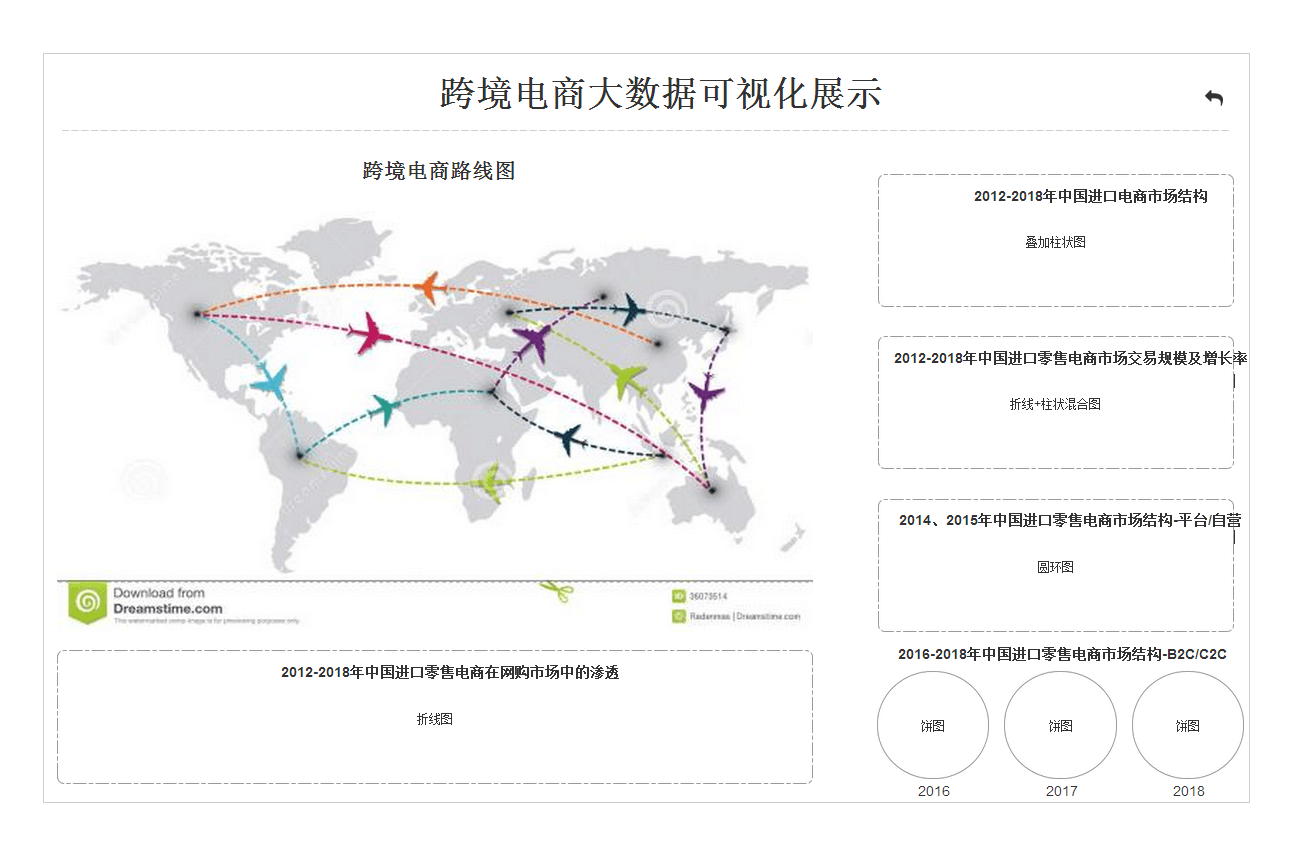 跨境电商大数据可视化展示
跨境电商路线图
Download from
Dreamstime.com
This watermarked comp image is for previewing purposes only.
ID 36073514
Radenmas | Dreamstime.com
2012-2018年中国进口零售电商在网购市场中的渗透
折线图
2012-2018年中国进口电商市场结构
叠加柱状图
2012-2018年中国进口零售电商市场交易规模及增长率
折线+柱状混合图
2014、2015年中国进口零售电商市场结构-平台/自营
圆环图
2016-2018年中国进口零售电商市场结构-B2C/C2C
饼图 饼图 饼图
2016 2017 2018